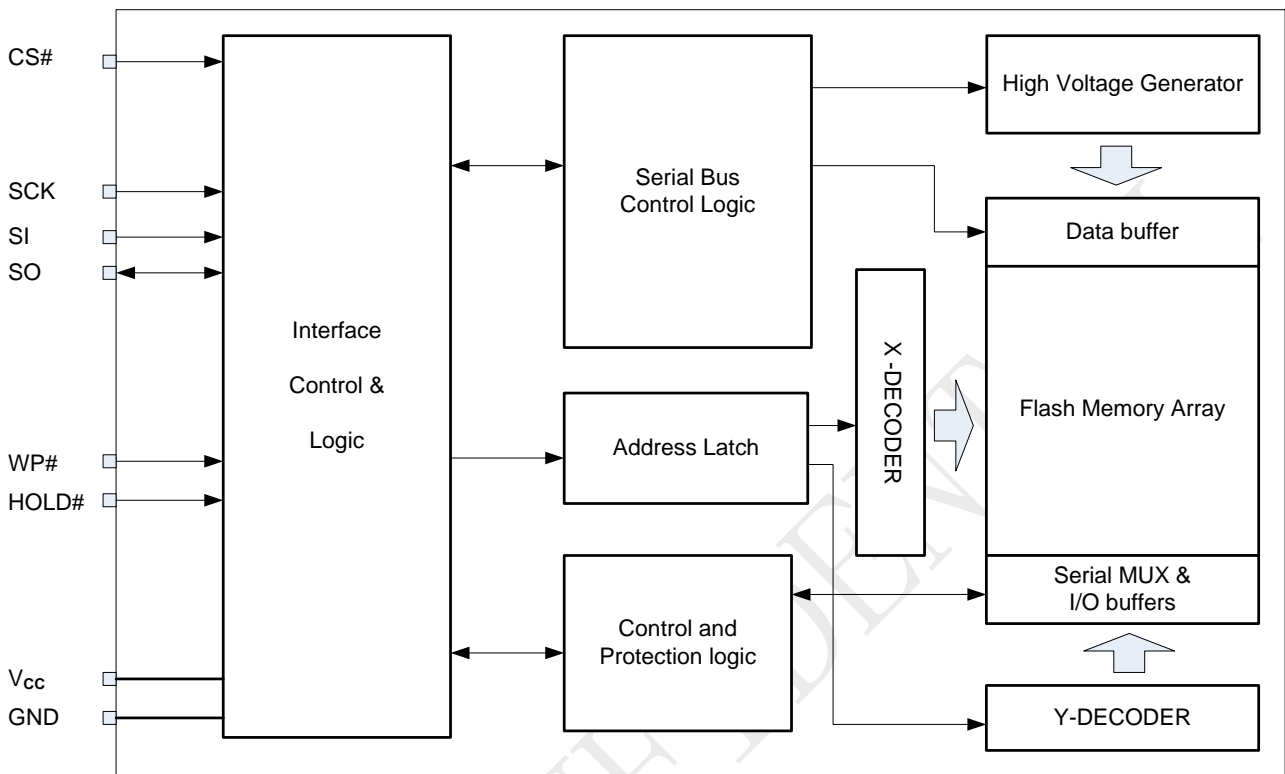 CS#
SCK
SI
SO
WP#
HOLD#
Vcc
GND
Interface
Control &
Logic
Serial Bus
Control Logic
Address Latch
Control and
Protection logic
X-DECODER
High Voltage Generator
Data buffer
Flash Memory Array
Serial MUX &
I/O buffers
Y-DECODER